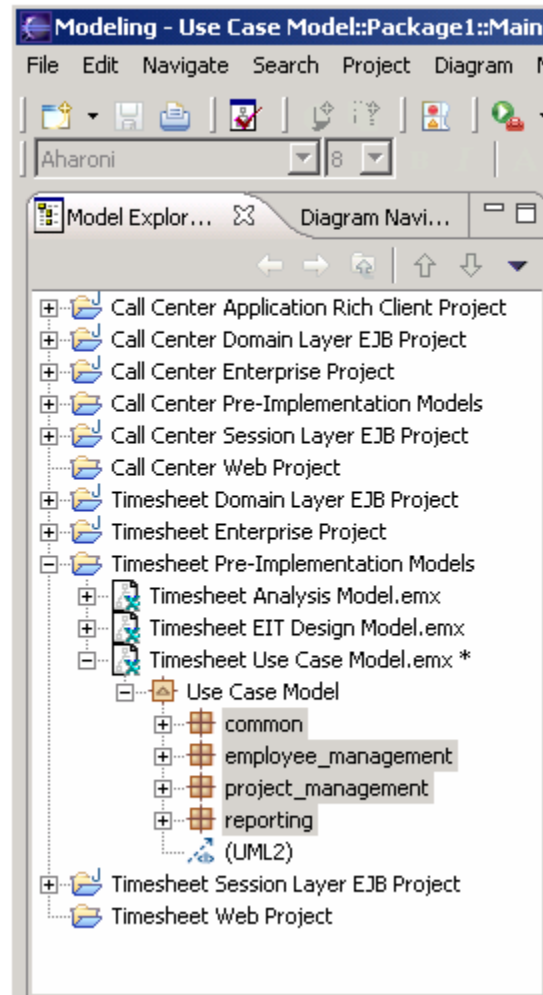 Modeling - Use Case Model::Package1::Main
File Edit Navigate Search Project Diagram
Aharoni 8
Model Explor... Diagram Navi...
Call Center Application Rich Client Project
Call Center Domain Layer EJB Project
Call Center Enterprise Project
Call Center Pre-Implementation Models
Call Center Session Layer EJB Project
Call Center Web Project
Timesheet Domain Layer EJB Project
Timesheet Enterprise Project
Timesheet Pre-Implementation Models
Timesheet Analysis Model.emx
Timesheet EIT Design Model.emx
Timesheet Use Case Model.emx *
Use Case Model
common
employee_management
project_management
reporting
(UML2)
Timesheet Session Layer EJB Project
Timesheet Web Project